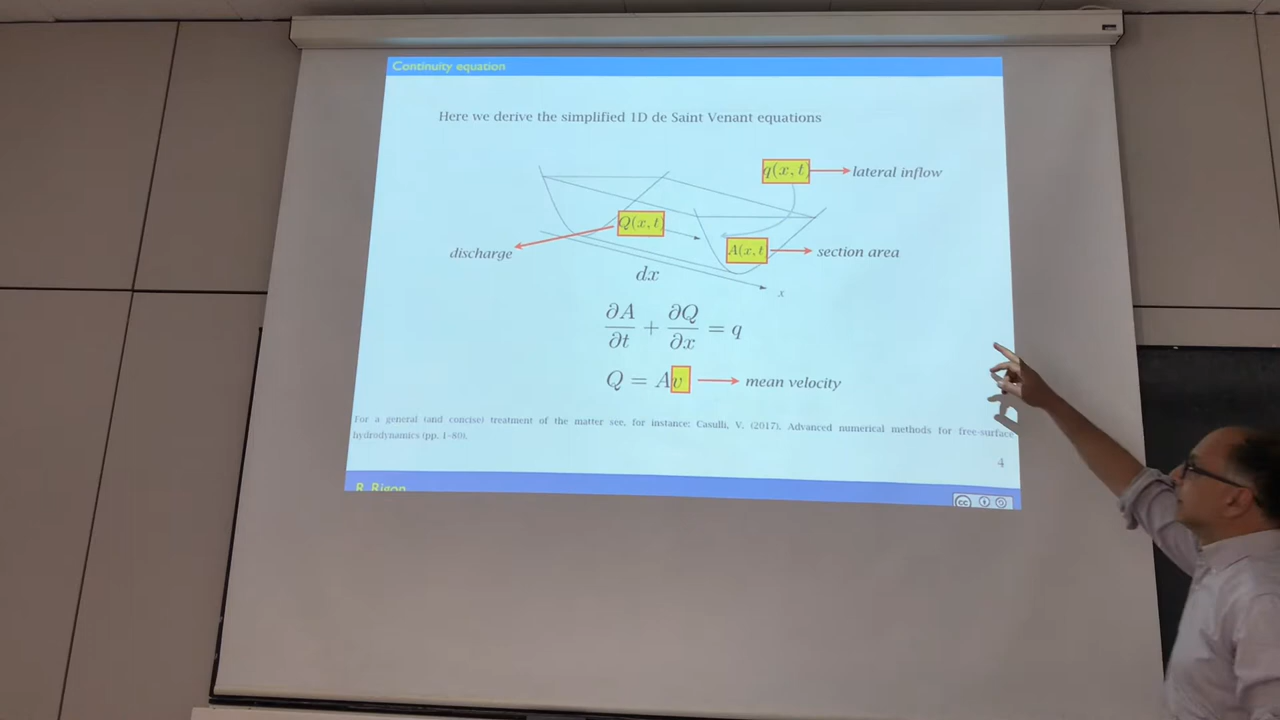 Continuity equation
Here we derive the simplified 1D de Saint Venant equations
q(x, t) lateral inflow
Q(x, t)
discharge
A(x, t section area
dx
x
∂A/∂t + ∂Q/∂x = q
Q = Av mean velocity
For a general (and concise) treatment of the matter see, for instance: Casulli, V. (2017), Advanced numerical methods for free-surface
hydrodynamics (pp. 1-80).
4
R. Rigon
cc